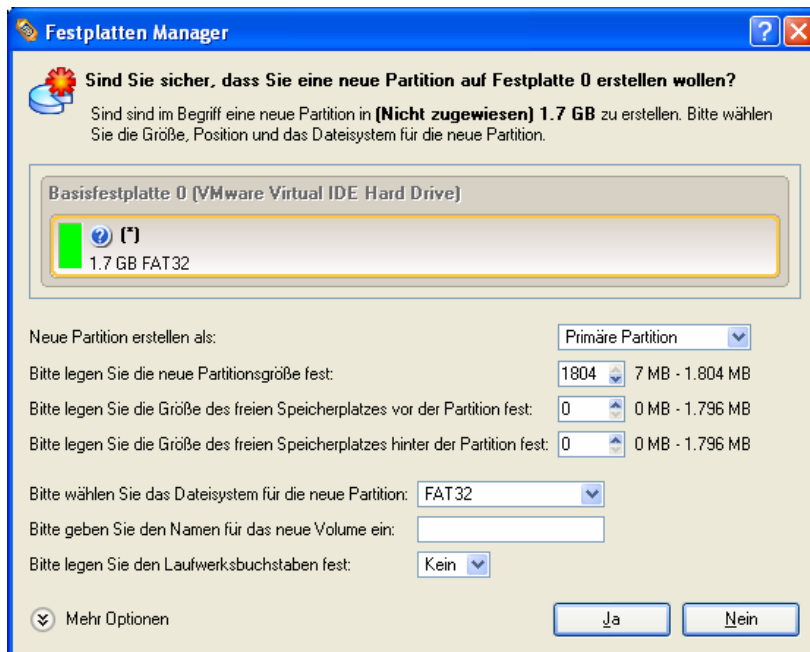 Festplatten Manager
Sind Sie sicher, dass Sie eine neue Partition auf Festplatte 0 erstellen wollen?
Sind sind im Begriff eine neue Partition in (Nicht zugewiesen) 1.7 GB zu erstellen. Bitte wählen
Sie die Größe, Position und das Dateisystem für die neue Partition.
Basisfestplatte 0 (VMware Virtual IDE Hard Drive)
(*)
1.7 GB FAT32
Neue Partition erstellen als: Primäre Partition
Bitte legen Sie die neue Partitionsgröße fest: 1804 7 MB - 1.804 MB
Bitte legen Sie die Größe des freien Speicherplatzes vor der Partition fest: 0 0 MB - 1.796 MB
Bitte legen Sie die Größe des freien Speicherplatzes hinter der Partition fest: 0 0 MB - 1.796 MB
Bitte wählen Sie das Dateisystem für die neue Partition: FAT32
Bitte geben Sie den Namen für das neue Volume ein:
Bitte legen Sie den Laufwerksbuchstaben fest: Kein
Mehr Optionen Ja Nein